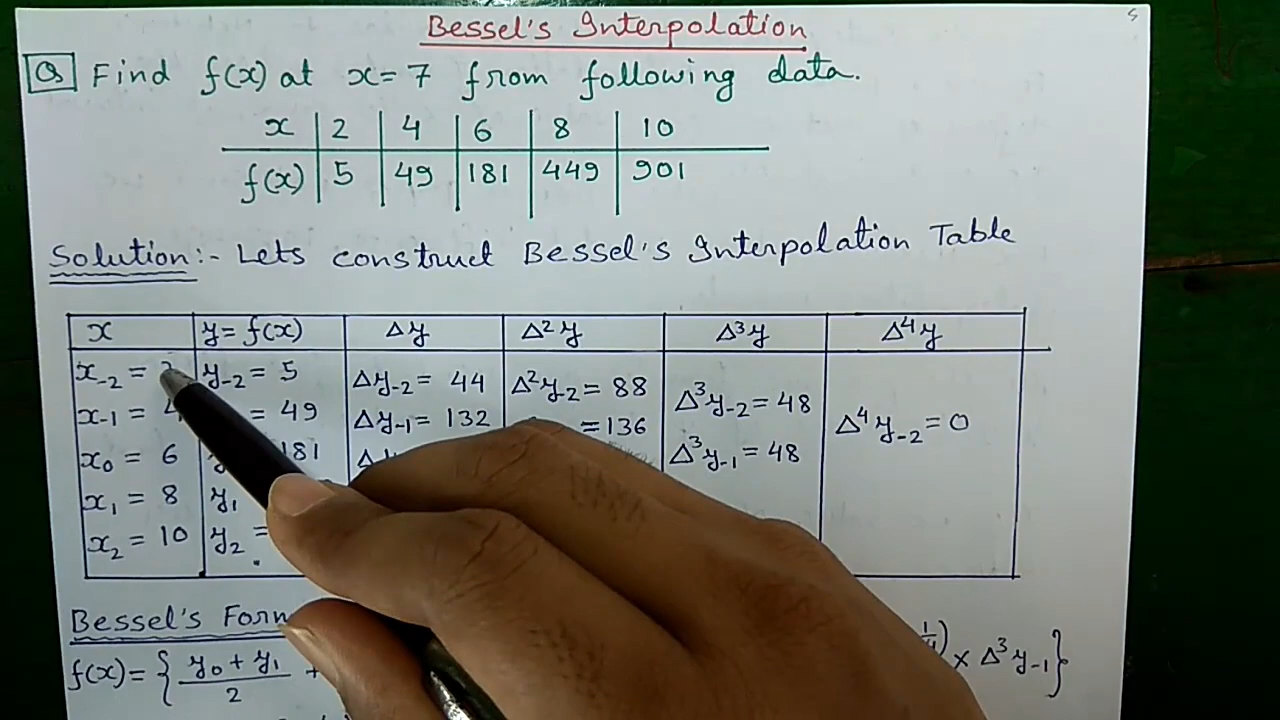 5
Bessel's Interpolation
Q Find f(x) at x=7 from following data.
x | 2 | 4 | 6 | 8 | 10
f(x) | 5 | 49 | 181 | 449 | 901
Solution:- Lets construct Bessel's Interpolation Table
x | y=f(x) | Δy | Δ²y | Δ³y | Δ⁴y
x₋₂ = | y₋₂ = 5 | Δy₋₂ = 44 | Δ²y₋₂ = 88 | Δ³y₋₂ = 48 | Δ⁴y₋₂ = 0
x₋₁ = 4 | = 49 | Δy₋₁ = 132 | = 136 | Δ³y₋₁ = 48
x₀ = 6 | 181
x₁ = 8 | y₁
x₂ = 10 | y₂ =
Bessel's
f(x) = { y₀ + y₁ / 2 + × Δ³y₋₁ }